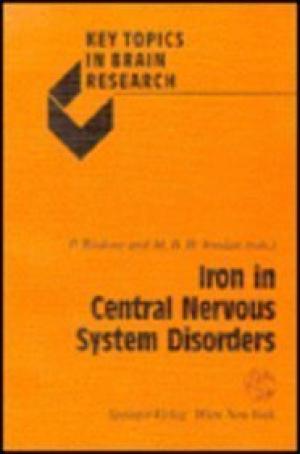 KEY TOPICS
IN BRAIN
RESEARCH
P. Riederer and M. B. H. Youdim (eds.)
Iron in
Central Nervous
System Disorders
Springer-Verlag Wien New York